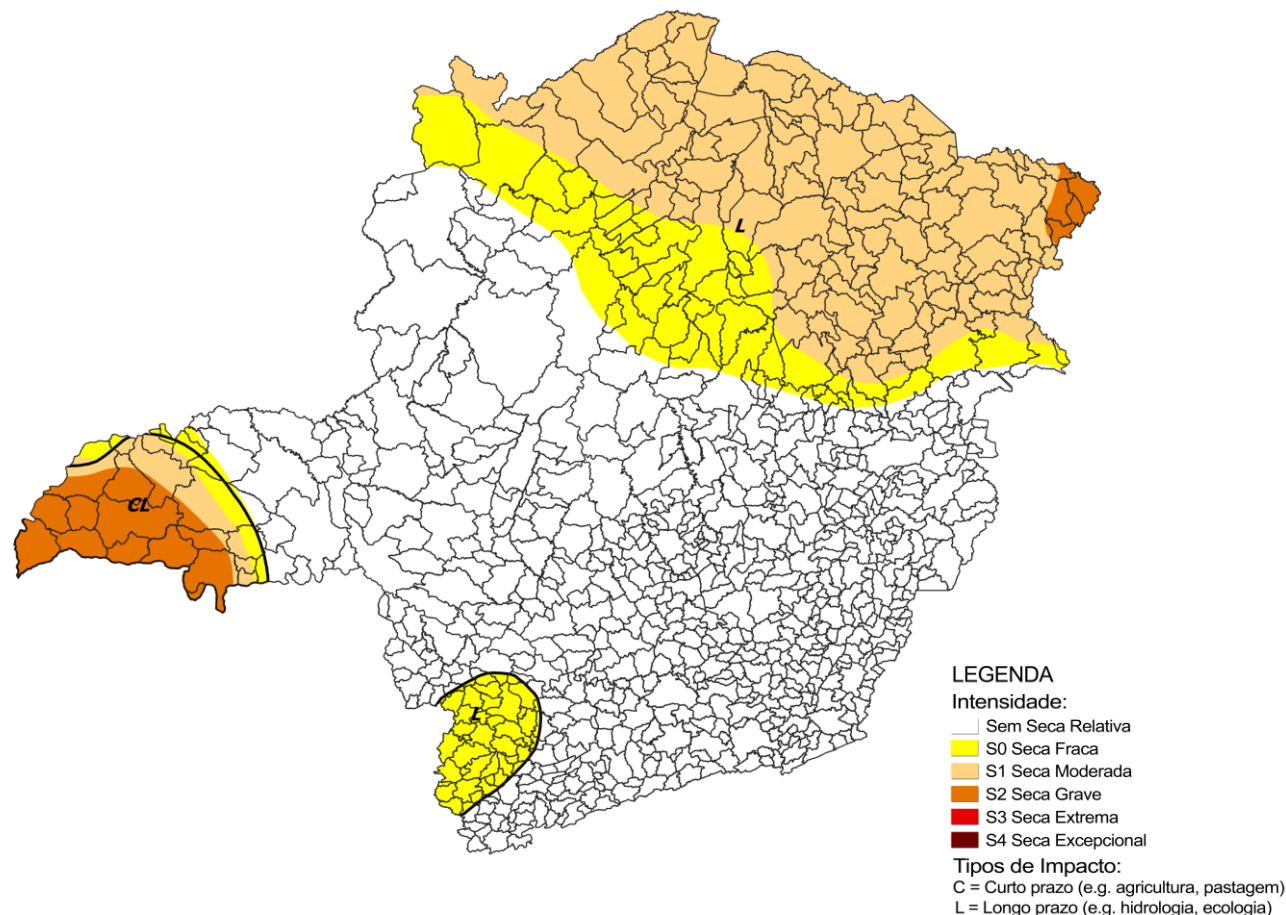 L
CL
L
LEGENDA
Intensidade:
Sem Seca Relativa
S0 Seca Fraca
S1 Seca Moderada
S2 Seca Grave
S3 Seca Extrema
S4 Seca Excepcional
Tipos de Impacto:
C = Curto prazo (e.g. agricultura, pastagem)
L = Longo prazo (e.g. hidrologia, ecologia)